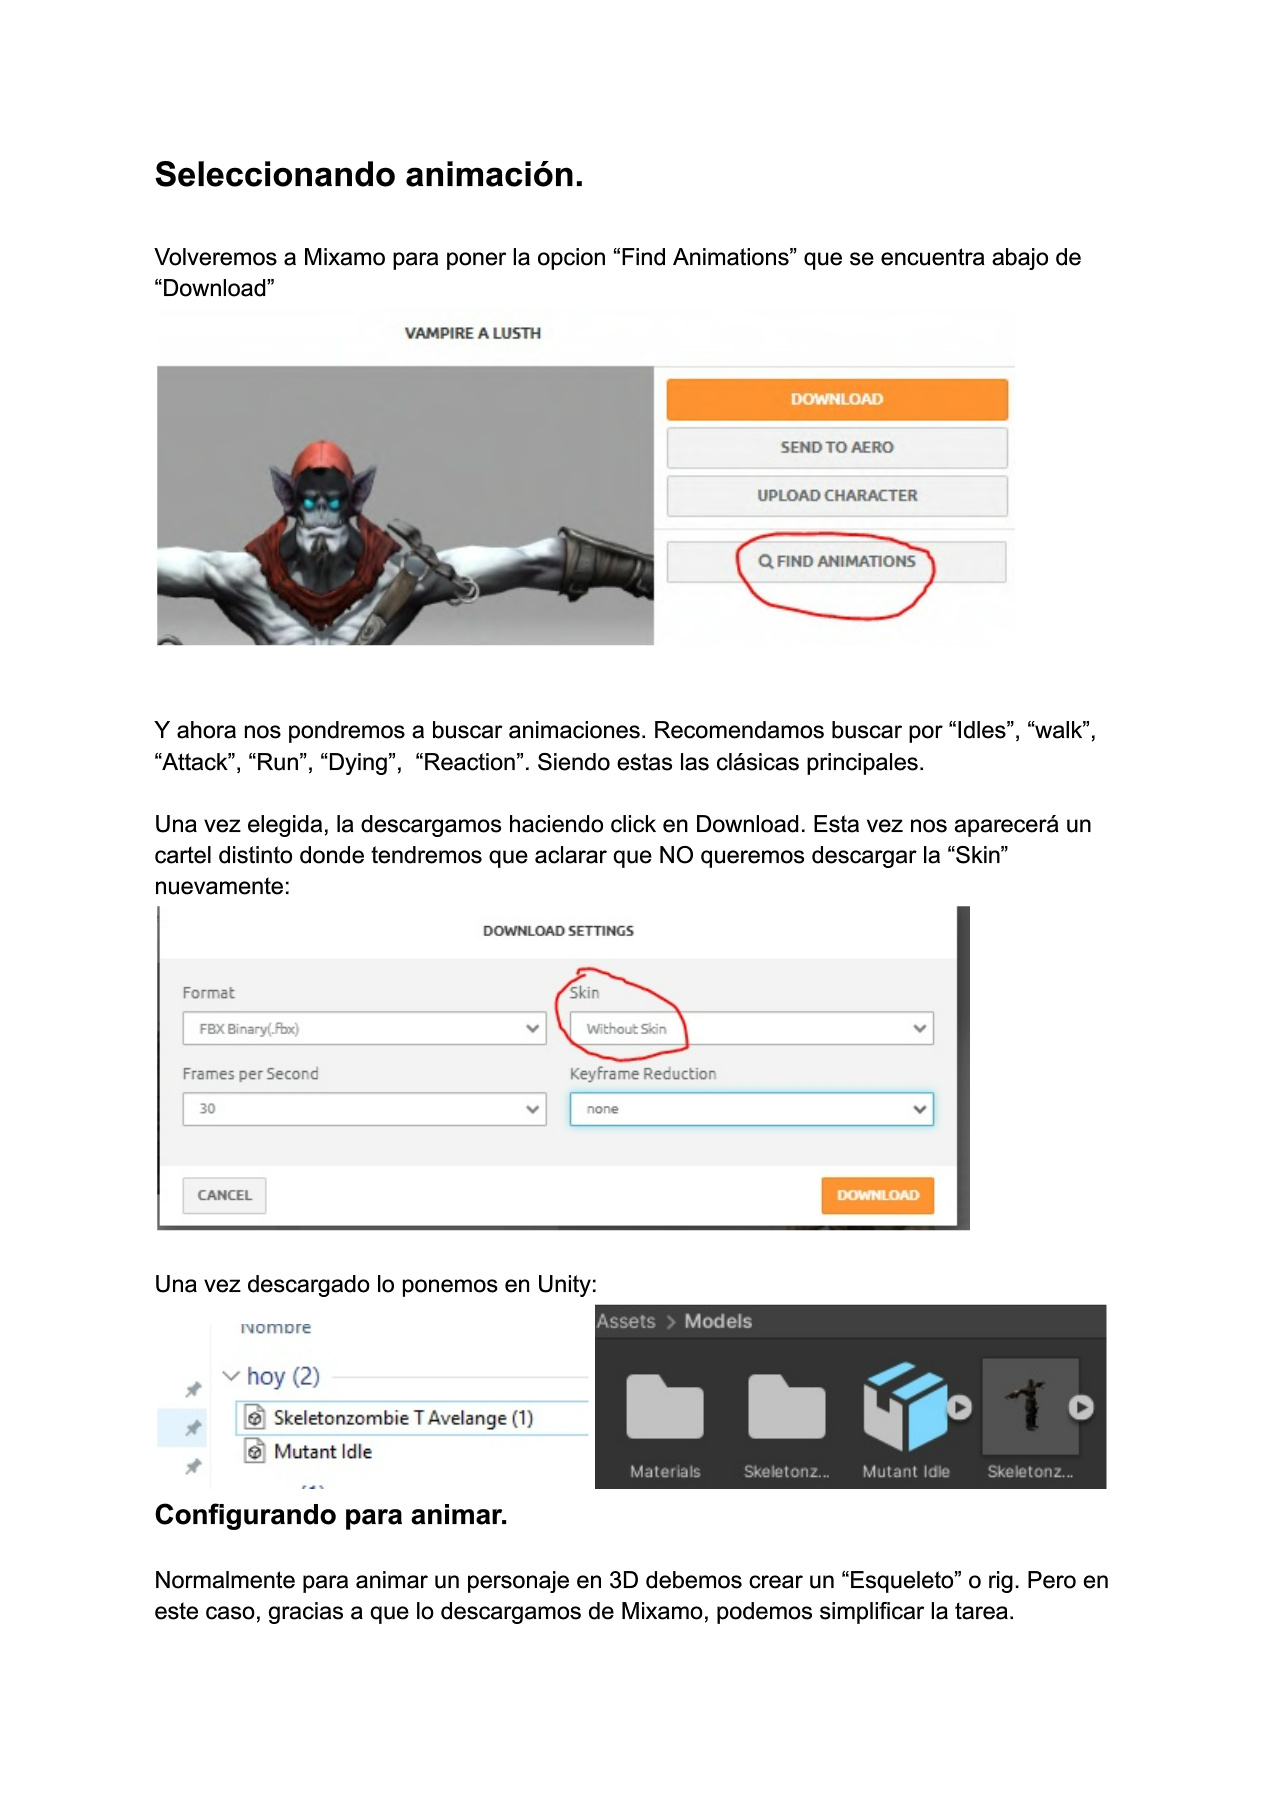 Seleccionando animación.
Volveremos a Mixamo para poner la opcion “Find Animations” que se encuentra abajo de
“Download”
VAMPIRE A LUSTH
DOWNLOAD
SEND TO AERO
UPLOAD CHARACTER
FIND ANIMATIONS
Y ahora nos pondremos a buscar animaciones. Recomendamos buscar por “Idles”, “walk”,
“Attack”, “Run”, “Dying”,  “Reaction”. Siendo estas las clásicas principales.
Una vez elegida, la descargamos haciendo click en Download. Esta vez nos aparecerá un
cartel distinto donde tendremos que aclarar que NO queremos descargar la “Skin”
nuevamente:
DOWNLOAD SETTINGS
Format Skin
FBX Binary(.fbx) Without Skin
Frames per Second Keyframe Reduction
30 none
CANCEL DOWNLOAD
Una vez descargado lo ponemos en Unity:
Nombre
hoy (2)
Skeletonzombie T Avelange (1)
Mutant Idle
Assets > Models
Materials Skeletonz... Mutant Idle Skeletonz...
Configurando para animar.
Normalmente para animar un personaje en 3D debemos crear un “Esqueleto” o rig. Pero en
este caso, gracias a que lo descargamos de Mixamo, podemos simplificar la tarea.